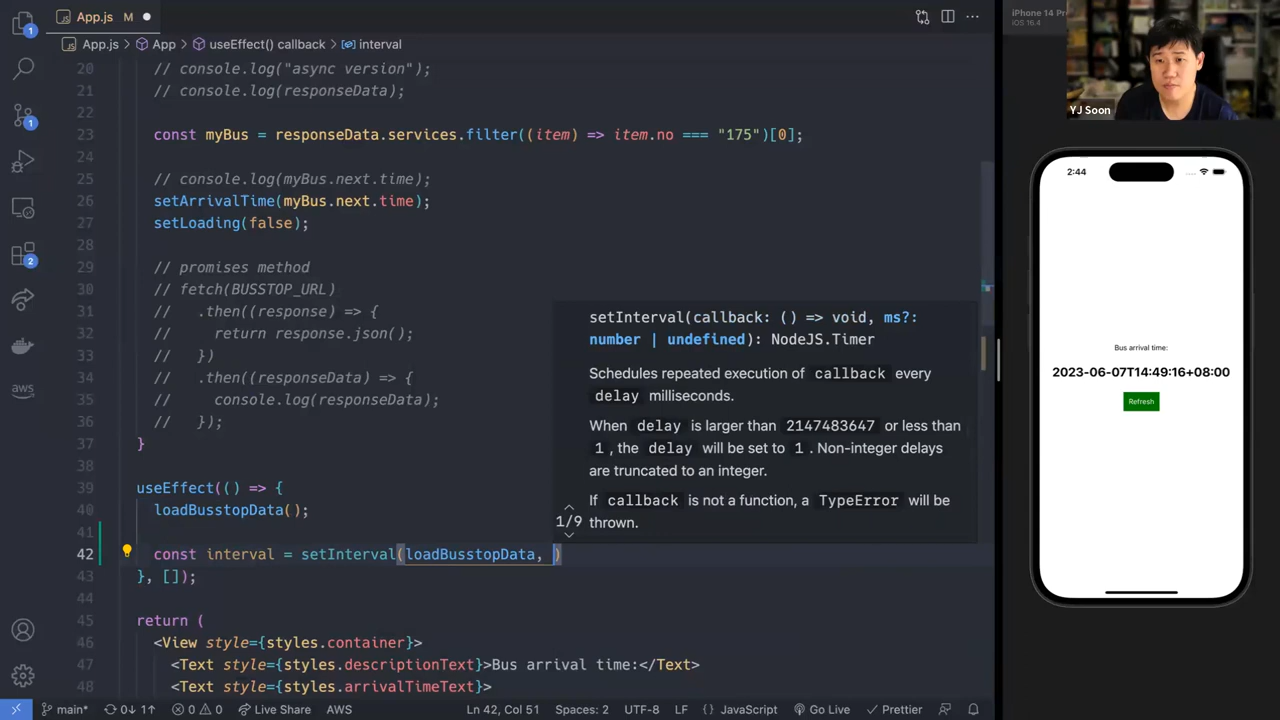 App.js M
App.js > App > useEffect() callback > interval
20 // console.log("async version");
21 // console.log(responseData);
22
23 const myBus = responseData.services.filter((item) => item.no === "175")[0];
24
25 // console.log(myBus.next.time);
26 setArrivalTime(myBus.next.time);
27 setLoading(false);
28
29 // promises method
30 // fetch(BUSSTOP_URL)
31 // .then((response) => {
32 // return response.json();
33 // })
34 // .then((responseData) => {
35 // console.log(responseData);
36 // });
37 }
38
39 useEffect(() => {
40 loadBusstopData();
41
42 const interval = setInterval(loadBusstopData, )
43 }, []);
44
45 return (
46 <View style={styles.container}>
47 <Text style={styles.descriptionText}>Bus arrival time:</Text>
48 <Text style={styles.arrivalTimeText}>
setInterval(callback: () => void, ms?:
number | undefined): NodeJS.Timer
Schedules repeated execution of callback every
delay milliseconds.
When delay is larger than 2147483647 or less than
1, the delay will be set to 1. Non-integer delays
are truncated to an integer.
If callback is not a function, a TypeError will be
thrown.
1/9
1
1
2
aws
main* 0↓ 1↑ 0 0 Live Share AWS
Ln 42, Col 51 Spaces: 2 UTF-8 LF {} JavaScript Go Live Prettier
iPhone 14 Pro
iOS 16.4
YJ Soon
2:44
Bus arrival time:
2023-06-07T14:49:16+08:00
Refresh